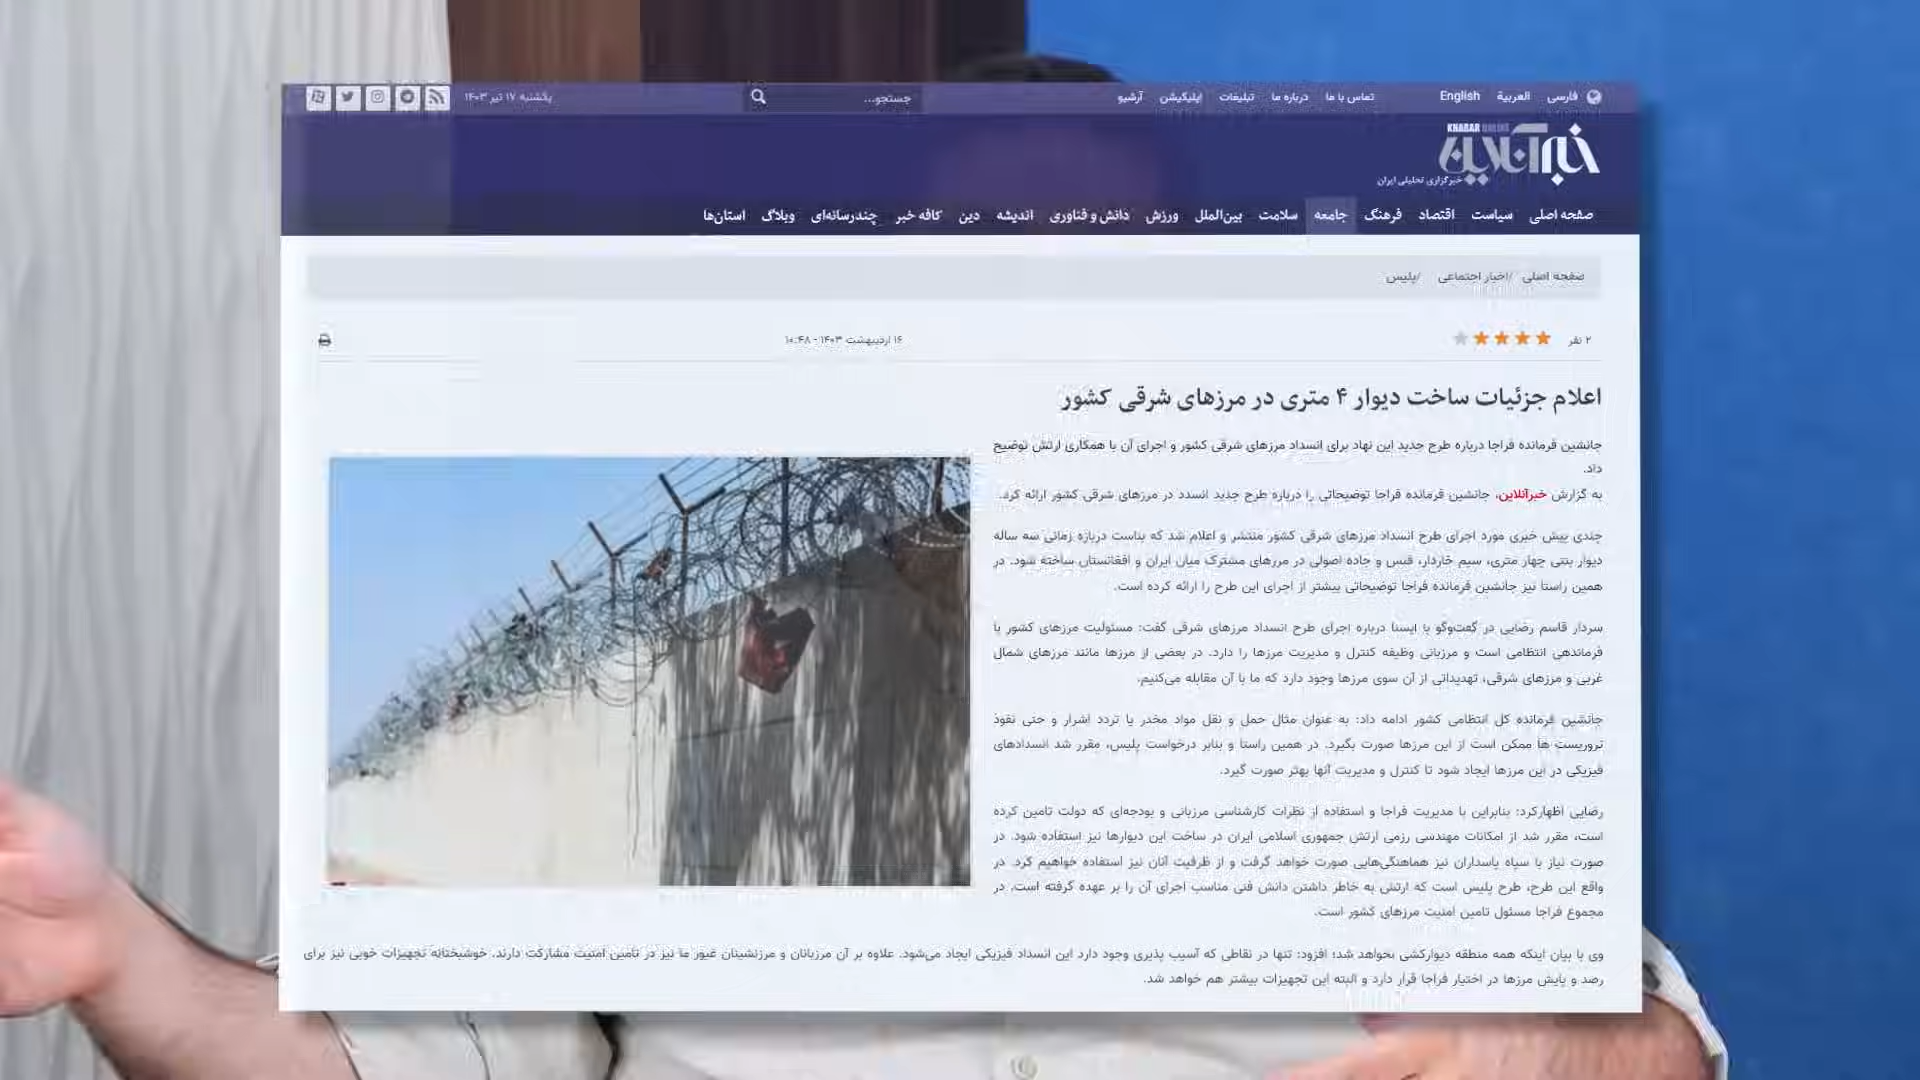 فارسی العربية English
تماس با ما درباره ما تبلیغات اپلیکیشن آرشیو
جستجو...
یکشنبه ۱۷ تیر ۱۴۰۳
KHABAR ONLINE
خبرآنلاین
خبرگزاری تحلیلی ایران
صفحه اصلی سیاست اقتصاد فرهنگ جامعه سلامت بین‌الملل ورزش دانش و فناوری اندیشه دین کافه خبر چندرسانه‌ای وبلاگ استان‌ها
صفحه اصلی /اخبار اجتماعی /پلیس
۲ نفر
۱۶ اردیبهشت ۱۴۰۳ - ۱۰:۴۸
اعلام جزئیات ساخت دیوار ۴ متری در مرزهای شرقی کشور
جانشین فرمانده فراجا درباره طرح جدید این نهاد برای انسداد مرزهای شرقی کشور و اجرای آن با همکاری ارتش توضیح
داد.
به گزارش خبرآنلاین، جانشین فرمانده فراجا توضیحاتی را درباره طرح جدید انسدد در مرزهای شرقی کشور ارائه کرد.
چندی پیش خبری مورد اجرای طرح انسداد مرزهای شرقی کشور منتشر و اعلام شد که بناست درباره زمانی سه ساله
دیوار بتنی چهار متری، سیم خاردار، فنس و جاده اصولی در مرزهای مشترک میان ایران و افغانستان ساخته شود. در
همین راستا نیز جانشین فرمانده فراجا توضیحاتی بیشتر از اجرای این طرح را ارائه کرده است.
سردار قاسم رضایی در گفت‌وگو با ایسنا درباره اجرای طرح انسداد مرزهای شرقی گفت: مسئولیت مرزهای کشور با
فرماندهی انتظامی است و مرزبانی وظیفه کنترل و مدیریت مرزها را دارد. در بعضی از مرزها مانند مرزهای شمال
غربی و مرزهای شرقی، تهدیداتی از آن سوی مرزها وجود دارد که ما با آن مقابله می‌کنیم.
جانشین فرمانده کل انتظامی کشور ادامه داد: به عنوان مثال حمل و نقل مواد مخدر یا تردد اشرار و حتی نفوذ
تروریست ها ممکن است از این مرزها صورت بگیرد. در همین راستا و بنابر درخواست پلیس، مقرر شد انسدادهای
فیزیکی در این مرزها ایجاد شود تا کنترل و مدیریت آنها بهتر صورت گیرد.
رضایی اظهارکرد: بنابراین با مدیریت فراجا و استفاده از نظرات کارشناسی مرزبانی و بودجه‌ای که دولت تامین کرده
است، مقرر شد از امکانات مهندسی رزمی ارتش جمهوری اسلامی ایران در ساخت این دیوارها نیز استفاده شود. در
صورت نیاز با سپاه پاسداران نیز هماهنگی‌هایی صورت خواهد گرفت و از ظرفیت آنان نیز استفاده خواهیم کرد. در
واقع این طرح، طرح پلیس است که ارتش به خاطر داشتن دانش فنی مناسب اجرای آن را بر عهده گرفته است. در
مجموع فراجا مسئول تامین امنیت مرزهای کشور است.
وی با بیان اینکه همه منطقه دیوارکشی نخواهد شد؛ افزود: تنها در نقاطی که آسیب پذیری وجود دارد این انسداد فیزیکی ایجاد می‌شود. علاوه بر آن مرزبانان و مرزنشینان غیور ما نیز در تامین امنیت مشارکت دارند. خوشبختانه تجهیزات خوبی نیز برای
رصد و پایش مرزها در اختیار فراجا قرار دارد و البته این تجهیزات بیشتر هم خواهد شد.